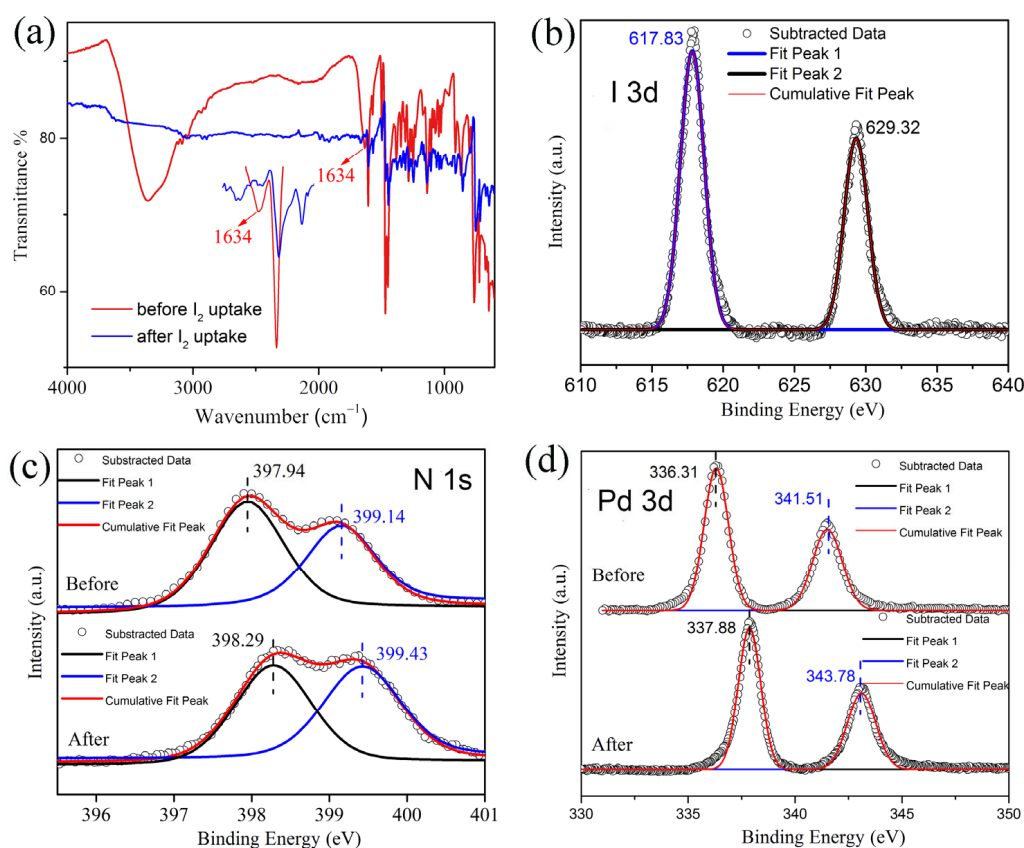 (a)
80
60
Transmittance %
1634
1634
before I₂ uptake
after I₂ uptake
4000
3000
2000
1000
Wavenumber (cm⁻¹)
(b)
617.83
Subtracted Data
Fit Peak 1
Fit Peak 2
Cumulative Fit Peak
I 3d
629.32
Intensity (a.u.)
610
615
620
625
630
635
640
Binding Energy (eV)
(c)
Substracted Data
Fit Peak 1
Fit Peak 2
Cumulative Fit Peak
397.94
N 1s
399.14
Before
Substracted Data
Fit Peak 1
Fit Peak 2
Cumulative Fit Peak
398.29
399.43
After
Intensity (a.u.)
396
397
398
399
400
401
Binding Energy (eV)
(d)
336.31
Subtracted Data
Fit Peak 1
Fit Peak 2
Cumulative Fit Peak
Pd 3d
341.51
Before
337.88
Subtracted Data
Fit Peak 1
Fit Peak 2
Cumulative Fit Peak
343.78
After
Intensity (a.u.)
330
335
340
345
350
Binding Energy (eV)